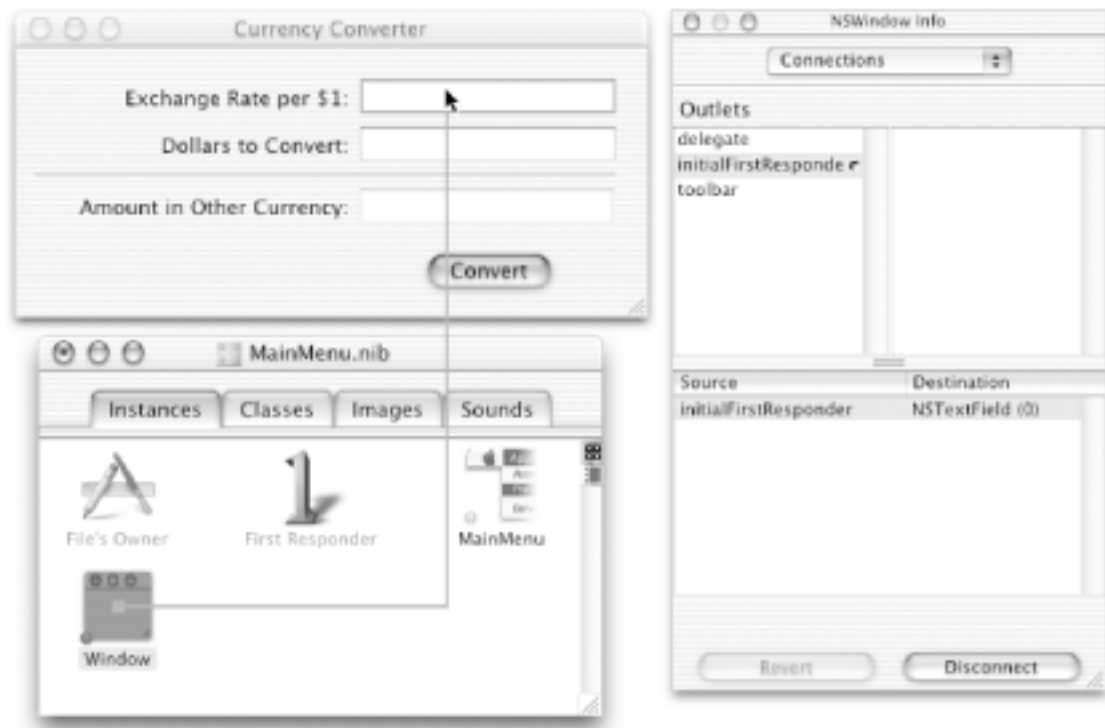 Currency Converter
Exchange Rate per $1:
Dollars to Convert:
Amount in Other Currency:
Convert
MainMenu.nib
Instances Classes Images Sounds
File's Owner
First Responder
MainMenu
Window
NSWindow Info
Connections
Outlets
delegate
initialFirstResponde
toolbar
Source Destination
initialFirstResponder NSTextField (0)
Revert Disconnect